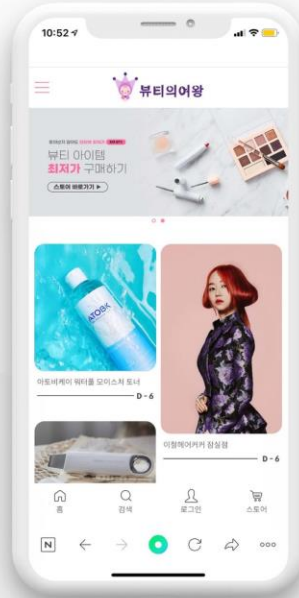 10:52
뷰티의여왕
뷰티 아이템
최저가 구매하기
스토어 바로가기 ▶
ATOBK
아토비케이 워터풀 모이스처 토너
D - 6
이철헤어커커 잠실점
D - 6
홈
검색
로그인
스토어
N